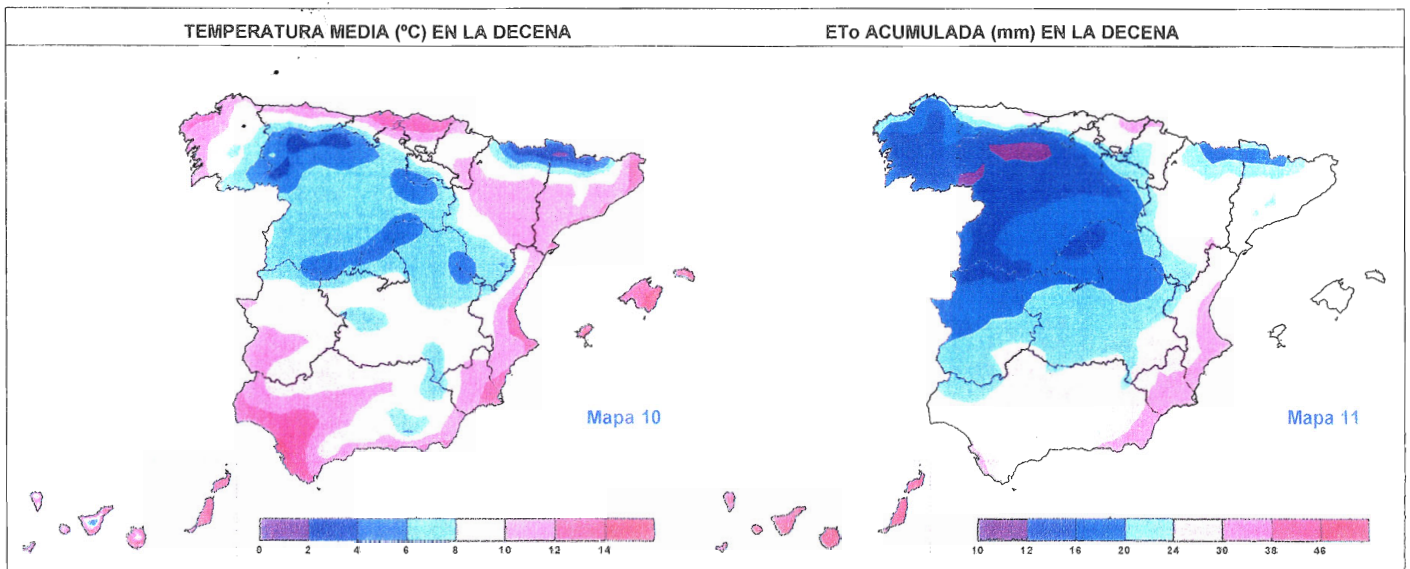 TEMPERATURA MEDIA (ºC) EN LA DECENA
ETo ACUMULADA (mm) EN LA DECENA
Mapa 10
Mapa 11
0 2 4 6 8 10 12 14
10 12 16 20 24 30 38 46